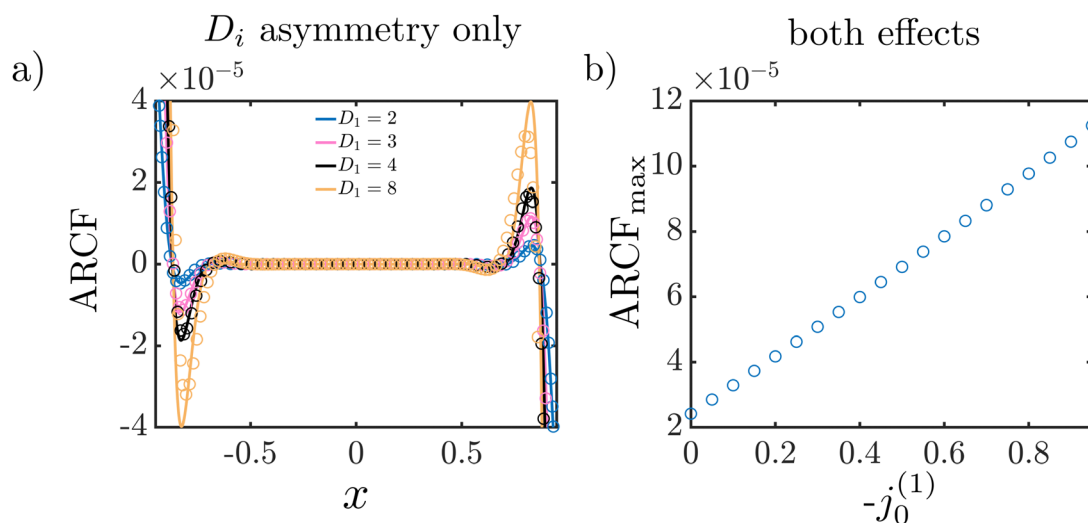 D_i asymmetry only
both effects
a)
×10^-5
4
2
0
-2
-4
ARCF
D_1 = 2
D_1 = 3
D_1 = 4
D_1 = 8
-0.5
0
0.5
x
b)
×10^-5
12
10
8
6
4
2
ARCF_max
0
0.2
0.4
0.6
0.8
-j_0^(1)